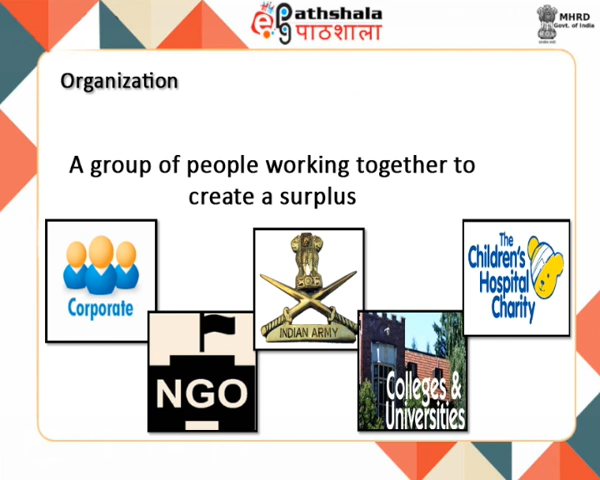 Pathshala
पाठशाला
MHRD
Govt. of India
Organization
A group of people working together to
create a surplus
Corporate
NGO
INDIAN ARMY
Colleges &
Universities
The
Children's
Hospital
Charity